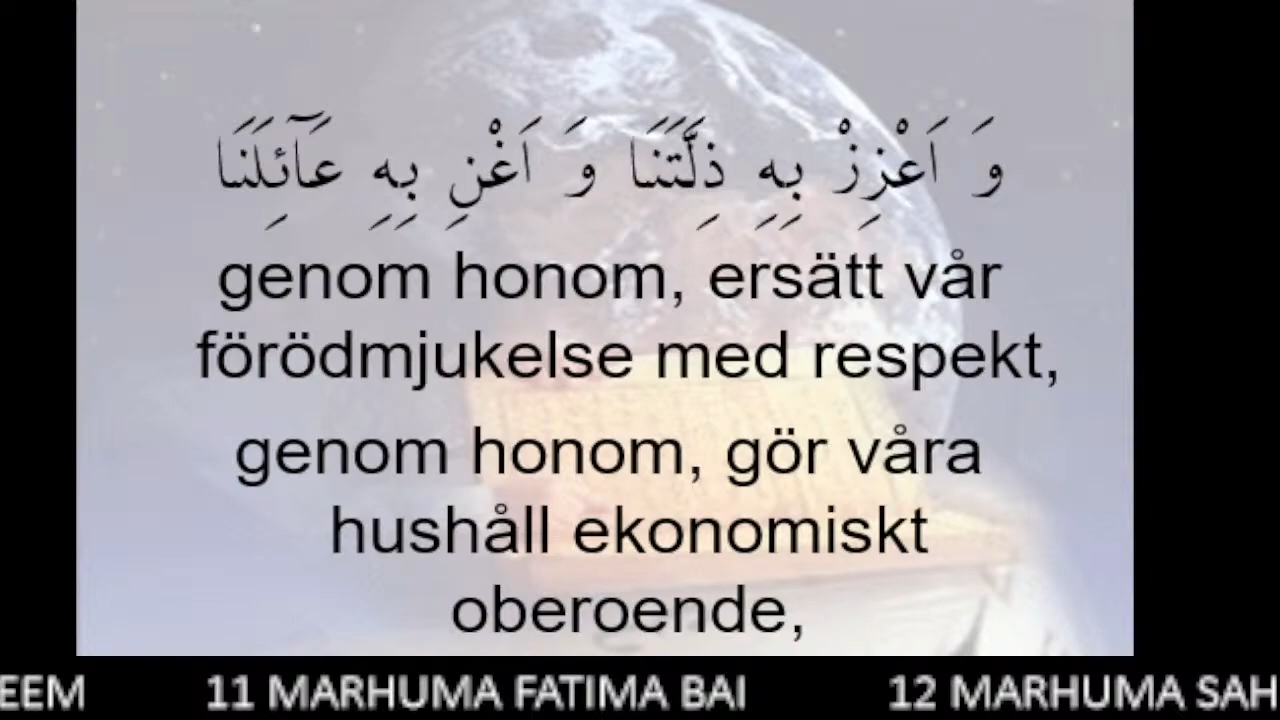 وَ اَعْزِزْ بِهِ ذِلَّتَنَا وَ اَغْنِ بِهِ عَآئِلَنَا
genom honom, ersätt vår
förödmjukelse med respekt,
genom honom, gör våra
hushåll ekonomiskt
oberoende,
EEM 11 MARHUMA FATIMA BAI 12 MARHUMA SAH